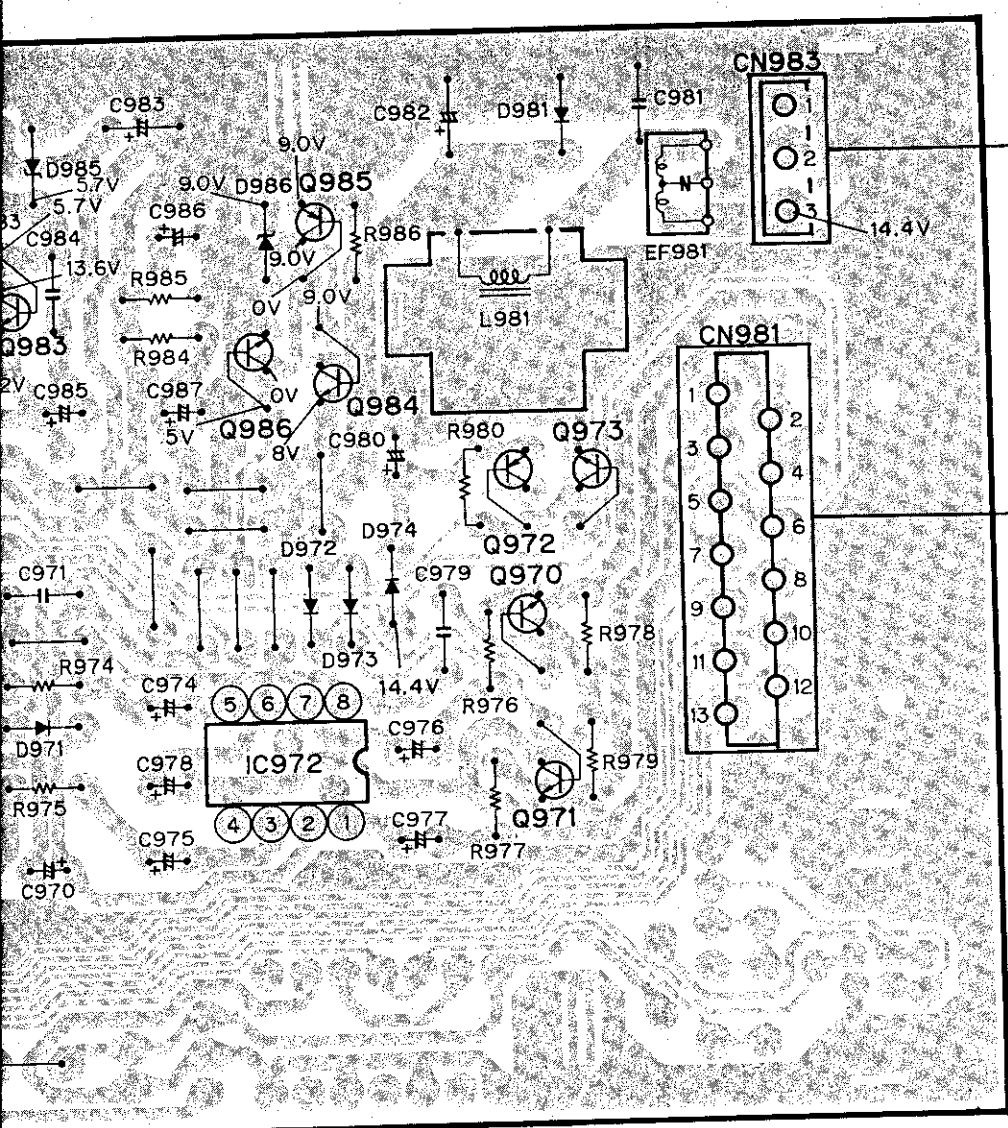 CN983
C983
C982
D981
C981
1
9.0V
D985
5.7V
5.7V
9.0V
D986
Q985
2
C986
C984
R986
3
14.4V
EF981
N
9.0V
13.6V
R985
0V
9.0V
L981
Q983
R984
CN981
2V
C985
C987
0V
Q984
5V
Q986
8V
C980
R980
Q973
1
2
3
4
5
6
7
8
9
10
11
12
13
D974
Q972
D972
C971
C979
Q970
R978
D973
R974
14.4V
R976
C974
5 6 7 8
D971
C976
IC972
C978
R979
R975
4 3 2 1
C977
Q971
C975
R977
C970